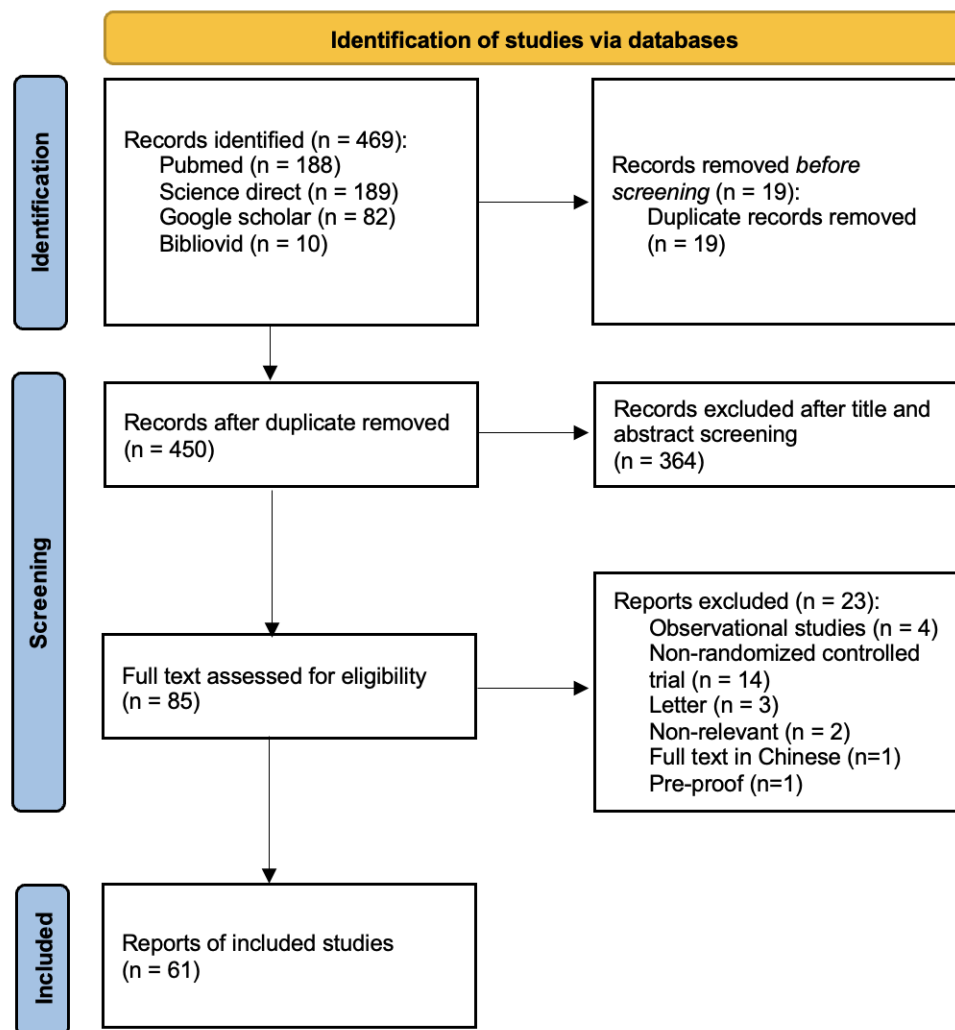 Identification of studies via databases
Identification
Records identified (n = 469):
Pubmed (n = 188)
Science direct (n = 189)
Google scholar (n = 82)
Bibliovid (n = 10)
Records removed before
screening (n = 19):
Duplicate records removed
(n = 19)
Screening
Records after duplicate removed
(n = 450)
Records excluded after title and
abstract screening
(n = 364)
Full text assessed for eligibility
(n = 85)
Reports excluded (n = 23):
Observational studies (n = 4)
Non-randomized controlled
trial (n = 14)
Letter (n = 3)
Non-relevant (n = 2)
Full text in Chinese (n=1)
Pre-proof (n=1)
Included
Reports of included studies
(n = 61)